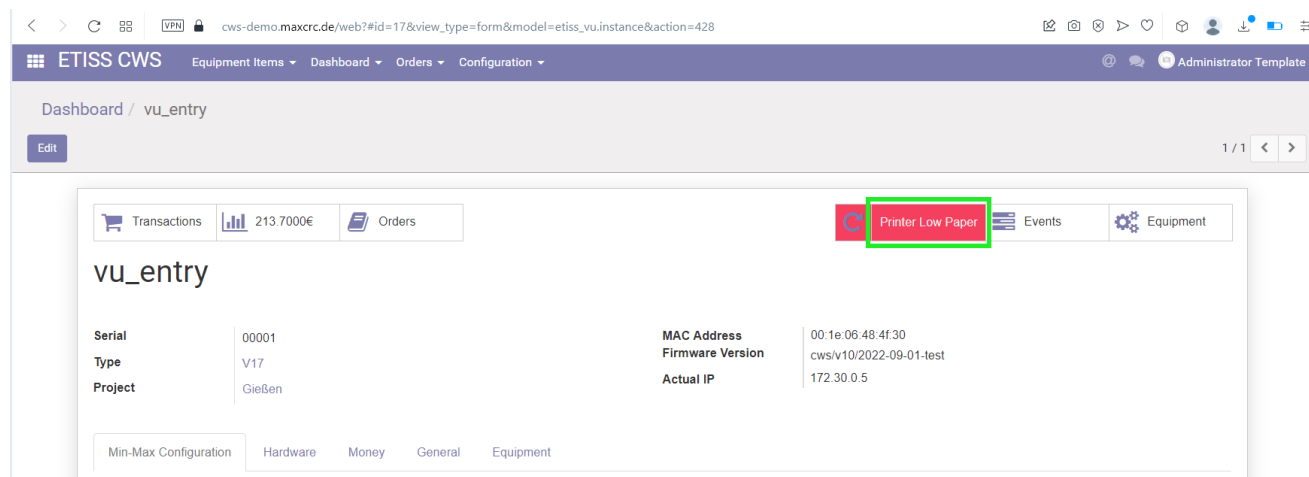 VPN cws-demo.maxcrc.de/web?#id=17&view_type=form&model=etiss_vu.instance&action=428
ETISS CWS Equipment Items Dashboard Orders Configuration @ Administrator Template
Dashboard / vu_entry
Edit 1 / 1
Transactions 213.7000€ Orders Printer Low Paper Events Equipment
vu_entry
Serial 00001 MAC Address 00:1e:06:48:4f:30
Type V17 Firmware Version cws/v10/2022-09-01-test
Project Gießen Actual IP 172.30.0.5
Min-Max Configuration Hardware Money General Equipment